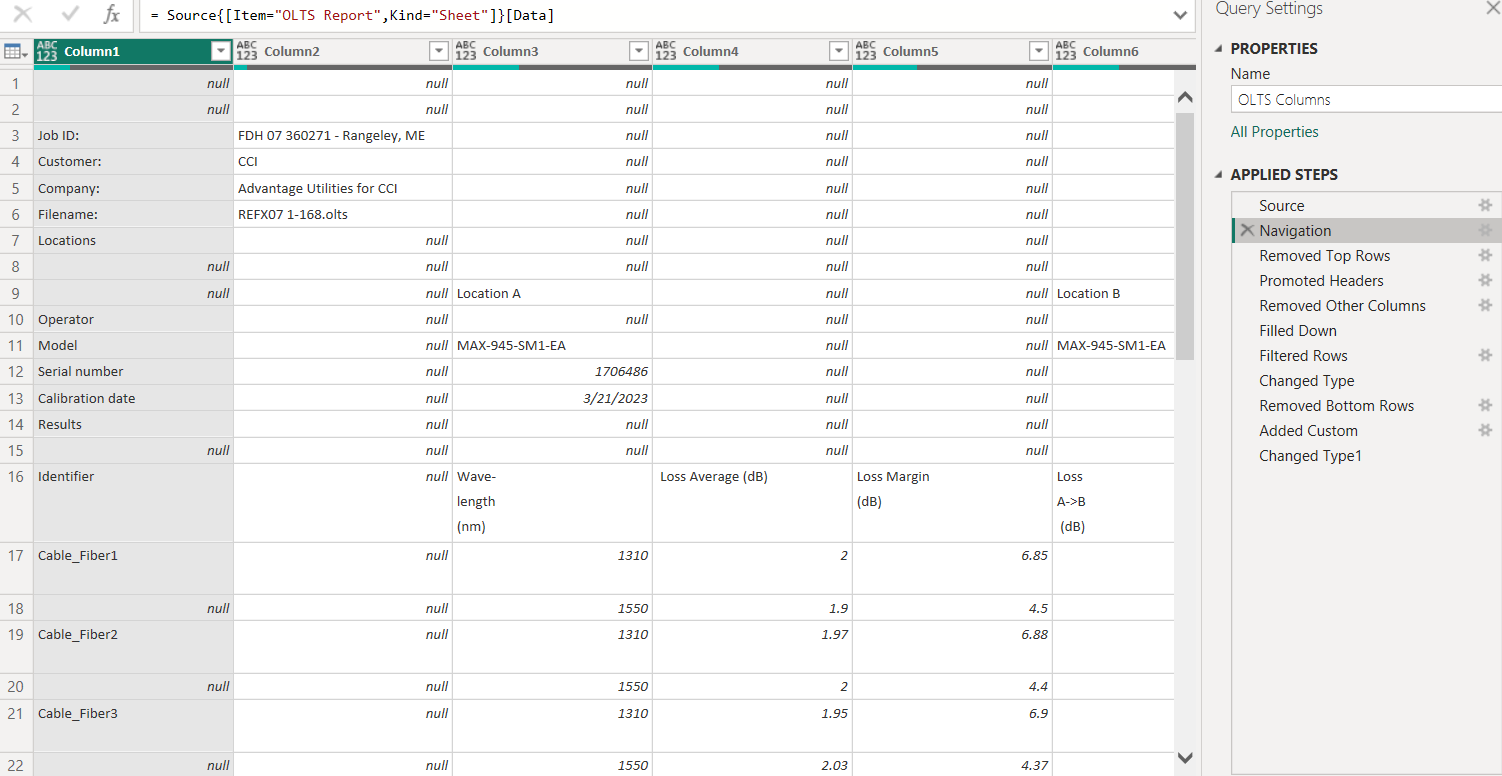 = Source{[Item="OLTS Report",Kind="Sheet"]}[Data]
Query Settings
PROPERTIES
Name
OLTS Columns
All Properties
APPLIED STEPS
Source
Navigation
Removed Top Rows
Promoted Headers
Removed Other Columns
Filled Down
Filtered Rows
Changed Type
Removed Bottom Rows
Added Custom
Changed Type1
ABC 123 Column1 ABC 123 Column2 ABC 123 Column3 ABC 123 Column4 ABC 123 Column5 ABC 123 Column6
1 null null null null null
2 null null null null null
3 Job ID: FDH 07 360271 - Rangeley, ME null null null
4 Customer: CCI null null null
5 Company: Advantage Utilities for CCI null null null
6 Filename: REFX07 1-168.olts null null null
7 Locations null null null null
8 null null null null null
9 null null Location A null null Location B
10 Operator null null null null
11 Model null MAX-945-SM1-EA null null MAX-945-SM1-EA
12 Serial number null 1706486 null null
13 Calibration date null 3/21/2023 null null
14 Results null null null null
15 null null null null null
16 Identifier null Wave- Loss Average (dB) Loss Margin Loss
length (dB) A->B
(nm) (dB)
17 Cable_Fiber1 null 1310 2 6.85
18 null null 1550 1.9 4.5
19 Cable_Fiber2 null 1310 1.97 6.88
20 null null 1550 2 4.4
21 Cable_Fiber3 null 1310 1.95 6.9
22 null null 1550 2.03 4.37